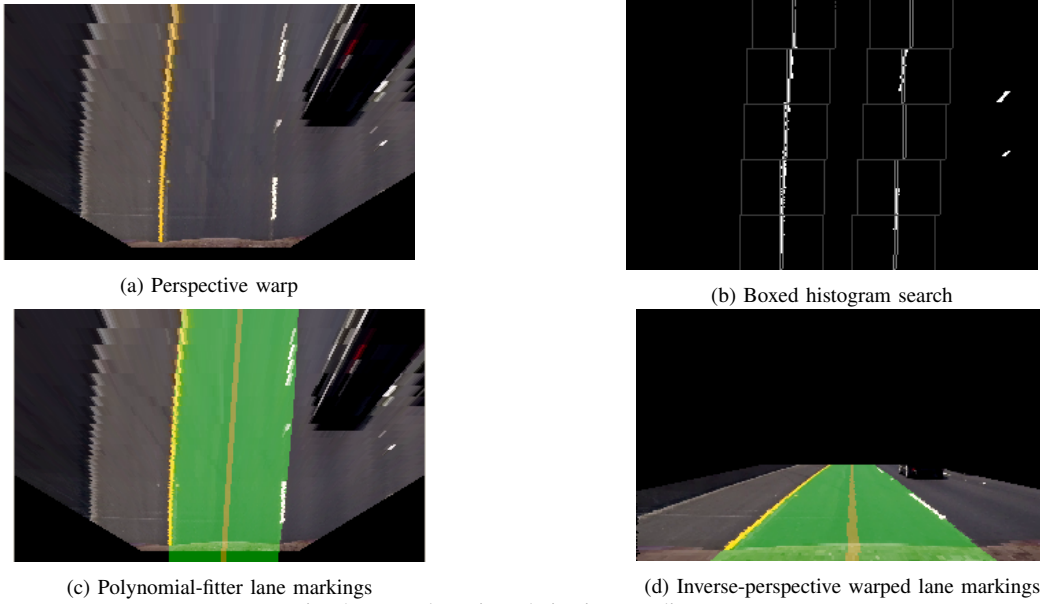 (a) Perspective warp
(b) Boxed histogram search
(c) Polynomial-fitter lane markings
(d) Inverse-perspective warped lane markings